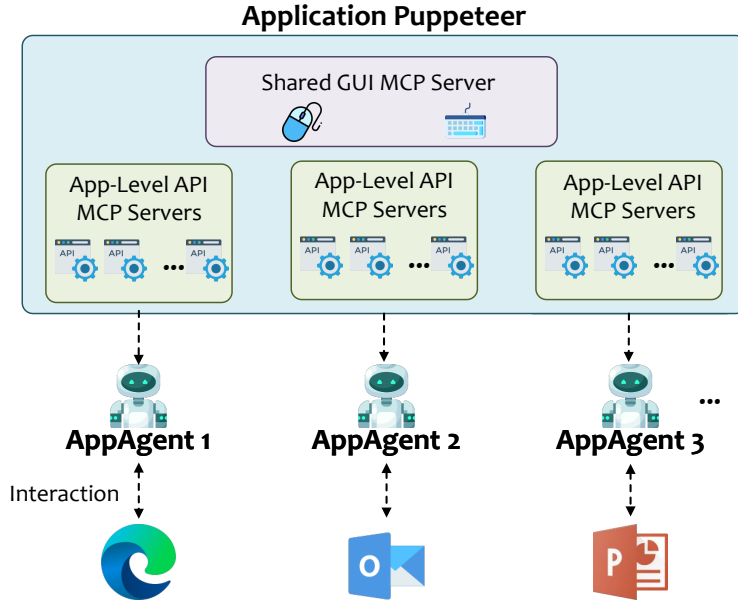 Application Puppeteer
Shared GUI MCP Server
App-Level API
MCP Servers
API
API
...
API
App-Level API
MCP Servers
API
API
...
API
App-Level API
MCP Servers
API
API
...
API
AppAgent 1
AppAgent 2
AppAgent 3
...
Interaction
O
P